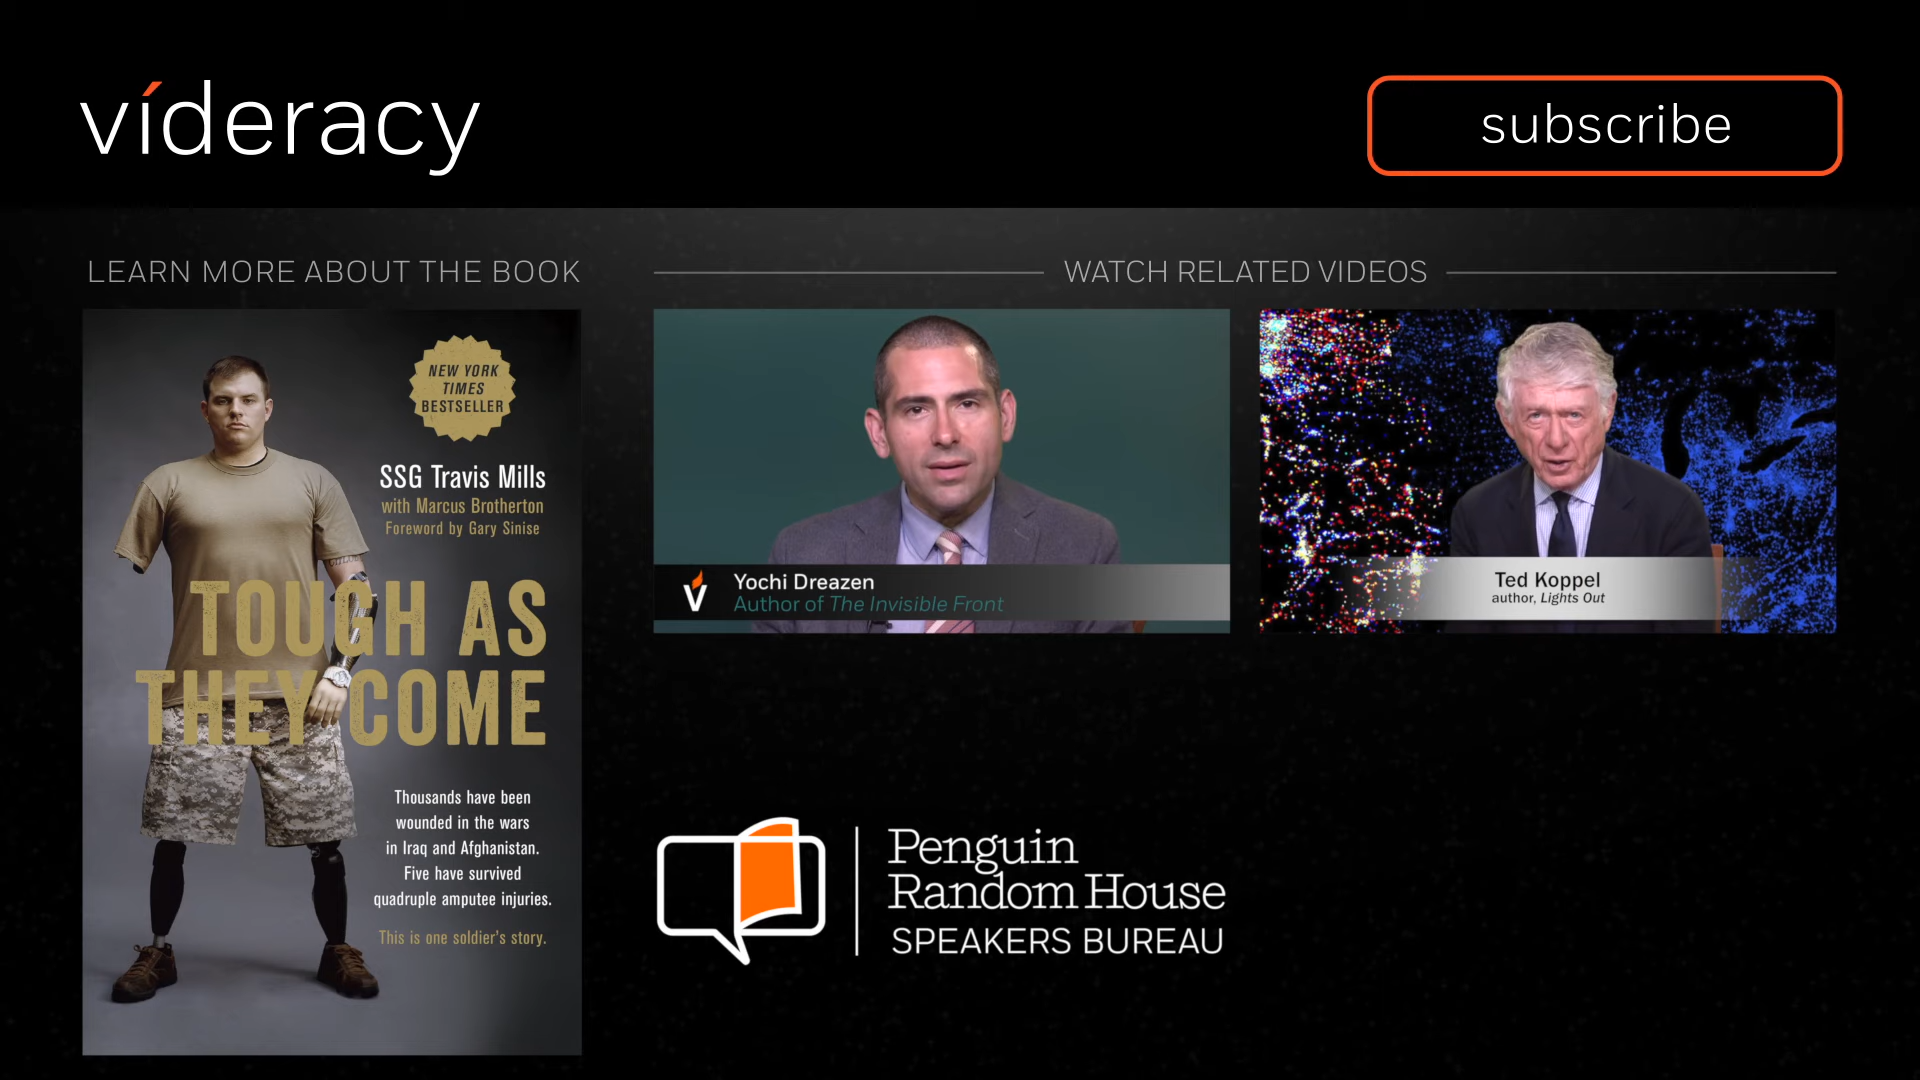 víderacy
subscribe
LEARN MORE ABOUT THE BOOK
WATCH RELATED VIDEOS
NEW YORK
TIMES
BESTSELLER
SSG Travis Mills
with Marcus Brotherton
Foreword by Gary Sinise
TOUGH AS
THEY COME
Thousands have been
wounded in the wars
in Iraq and Afghanistan.
Five have survived
quadruple amputee injuries.
This is one soldier's story.
Yochi Dreazen
Author of The Invisible Front
Ted Koppel
author, Lights Out
Penguin
Random House
SPEAKERS BUREAU